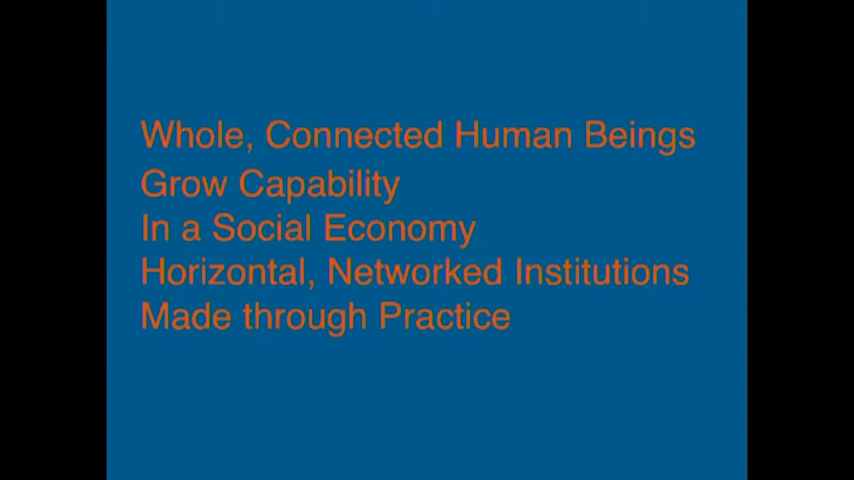 Whole, Connected Human Beings
Grow Capability
In a Social Economy
Horizontal, Networked Institutions
Made through Practice